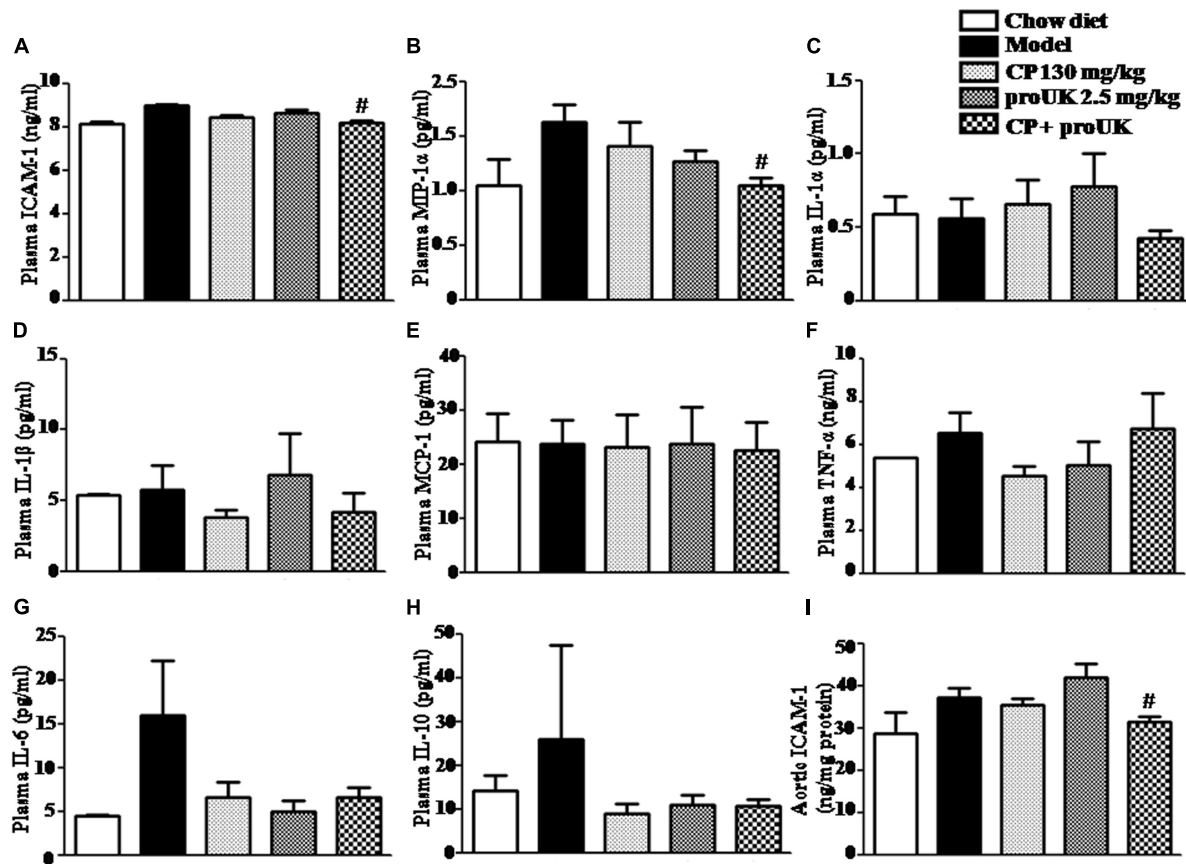 Chow diet
Model
CP 130 mg/kg
proUK 2.5 mg/kg
CP+ proUK
A
Plasma ICAM-1 (ng/ml)
10
8
6
4
2
0
#
B
Plasma MIP-1α (pg/ml)
2.0
1.5
1.0
0.5
0
#
C
Plasma IL-1α (pg/ml)
1.5
1.0
0.5
0
D
Plasma IL-1β (pg/ml)
15
10
5
0
E
Plasma MCP-1 (pg/ml)
40
30
20
10
0
F
Plasma TNF-α (ng/ml)
10
8
6
4
2
0
G
Plasma IL-6 (pg/ml)
25
20
15
10
5
0
H
Plasma IL-10 (pg/ml)
50
40
30
20
10
0
I
Aortic ICAM-1
(ng/mg protein)
50
40
30
20
10
0
#